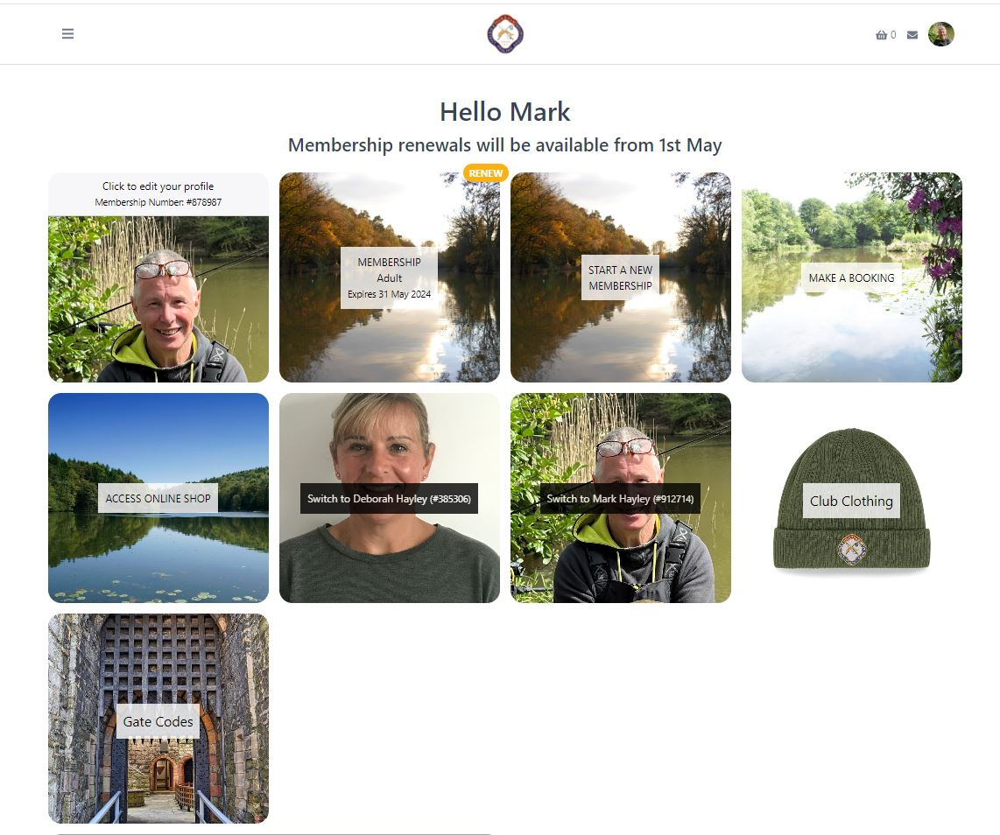 0
Hello Mark
Membership renewals will be available from 1st May
Click to edit your profile
Membership Number: #878987
RENEW
MEMBERSHIP
Adult
Expires 31 May 2024
START A NEW
MEMBERSHIP
MAKE A BOOKING
ACCESS ONLINE SHOP
Switch to Deborah Hayley (#385306)
Switch to Mark Hayley (#912714)
Club Clothing
Gate Codes